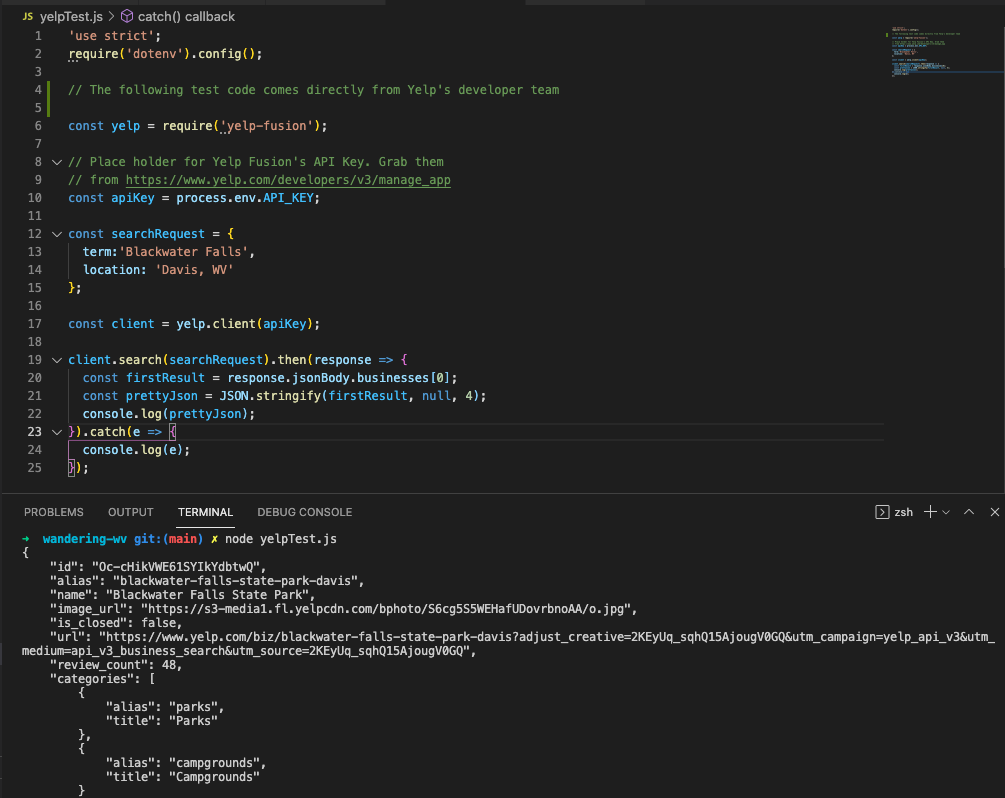 JS yelpTest.js > catch() callback
1 'use strict';
2 require('dotenv').config();
3
4 // The following test code comes directly from Yelp's developer team
5
6 const yelp = require('yelp-fusion');
7
8 // Place holder for Yelp Fusion's API Key. Grab them
9 // from https://www.yelp.com/developers/v3/manage_app
10 const apiKey = process.env.API_KEY;
11
12 const searchRequest = {
13   term:'Blackwater Falls',
14   location: 'Davis, WV'
15 };
16
17 const client = yelp.client(apiKey);
18
19 client.search(searchRequest).then(response => {
20   const firstResult = response.jsonBody.businesses[0];
21   const prettyJson = JSON.stringify(firstResult, null, 4);
22   console.log(prettyJson);
23 }).catch(e => {
24   console.log(e);
25 });
PROBLEMS OUTPUT TERMINAL DEBUG CONSOLE zsh
➜ wandering-wv git:(main) ✗ node yelpTest.js
{
    "id": "Oc-cHikVWE61SYIkYdbtwQ",
    "alias": "blackwater-falls-state-park-davis",
    "name": "Blackwater Falls State Park",
    "image_url": "https://s3-media1.fl.yelpcdn.com/bphoto/S6cg5S5WEHafUDovrbnoAA/o.jpg",
    "is_closed": false,
    "url": "https://www.yelp.com/biz/blackwater-falls-state-park-davis?adjust_creative=2KEyUq_sqhQ15AjougV0GQ&utm_campaign=yelp_api_v3&utm_
medium=api_v3_business_search&utm_source=2KEyUq_sqhQ15AjougV0GQ",
    "review_count": 48,
    "categories": [
        {
            "alias": "parks",
            "title": "Parks"
        },
        {
            "alias": "campgrounds",
            "title": "Campgrounds"
        }